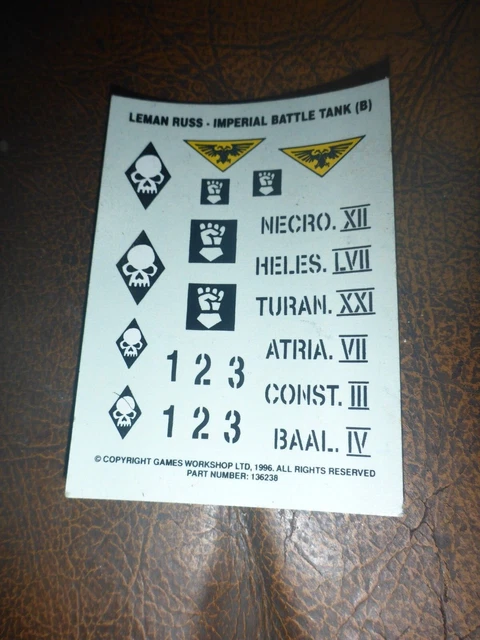 LEMAN RUSS - IMPERIAL BATTLE TANK (B)
NECRO. XII
HELES. LVII
TURAN. XXI
ATRIA. VII
1 2 3
CONST. III
1 2 3
BAAL. IV
© COPYRIGHT GAMES WORKSHOP LTD, 1996. ALL RIGHTS RESERVED
PART NUMBER: 136238